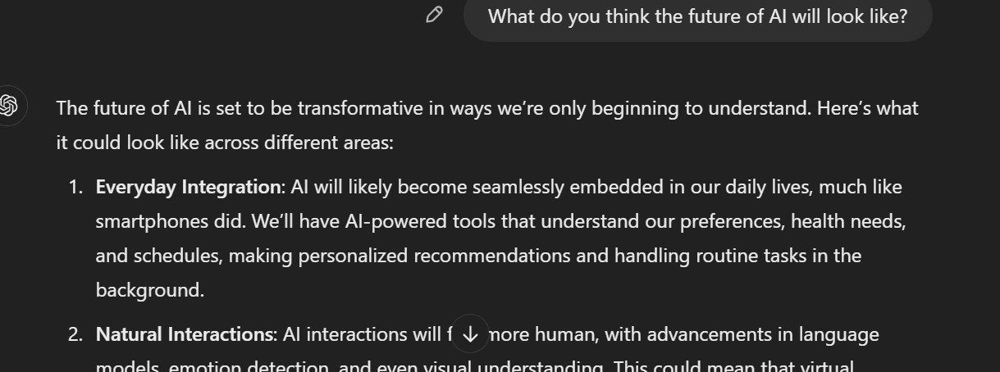 What do you think the future of AI will look like?
The future of AI is set to be transformative in ways we’re only beginning to understand. Here’s what
it could look like across different areas:
1. Everyday Integration: AI will likely become seamlessly embedded in our daily lives, much like
smartphones did. We’ll have AI-powered tools that understand our preferences, health needs,
and schedules, making personalized recommendations and handling routine tasks in the
background.
2. Natural Interactions: AI interactions will more human, with advancements in language
models, emotion detection, and even visual understanding. This could mean that virtual